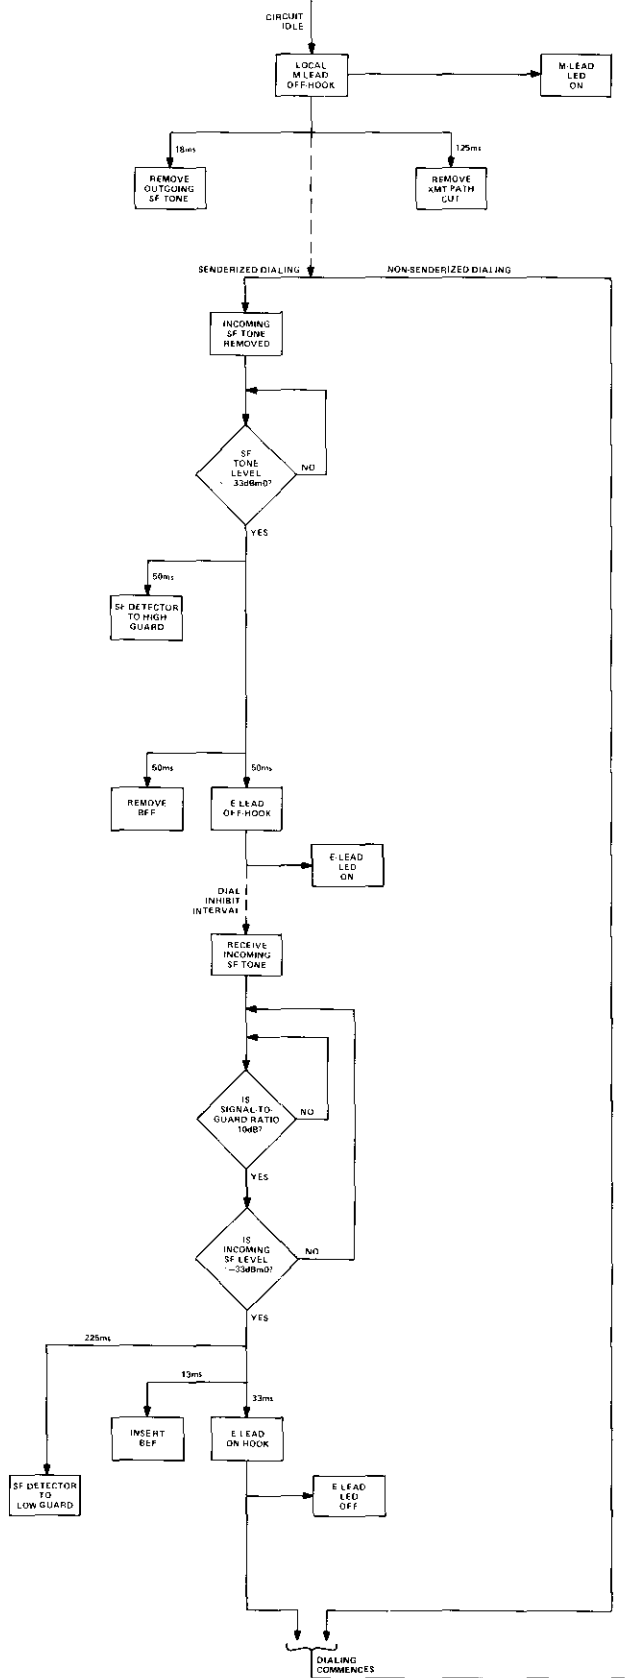 CIRCUIT
IDLE
LOCAL
M-LEAD
OFF-HOOK
M-LEAD
LED
ON
18ms
125ms
REMOVE
OUTGOING
SF TONE
REMOVE
XMT PATH
CUT
SENDERIZED DIALING
NON-SENDERIZED DIALING
INCOMING
SF TONE
REMOVED
SF
TONE
LEVEL
33dBm0?
NO
YES
50ms
SF DETECTOR
TO HIGH
GUARD
50ms
50ms
REMOVE
BEF
E LEAD
OFF-HOOK
E-LEAD
LED
ON
DIAL
INHIBIT
INTERVAL
RECEIVE
INCOMING
SF TONE
IS
SIGNAL-TO-
GUARD RATIO
10dB?
NO
YES
IS
INCOMING
SF LEVEL
-33dBm0?
NO
YES
225ms
13ms
33ms
INSERT
BEF
E LEAD
ON HOOK
SF DETECTOR
TO
LOW GUARD
E LEAD
LED
OFF
DIALING
COMMENCES